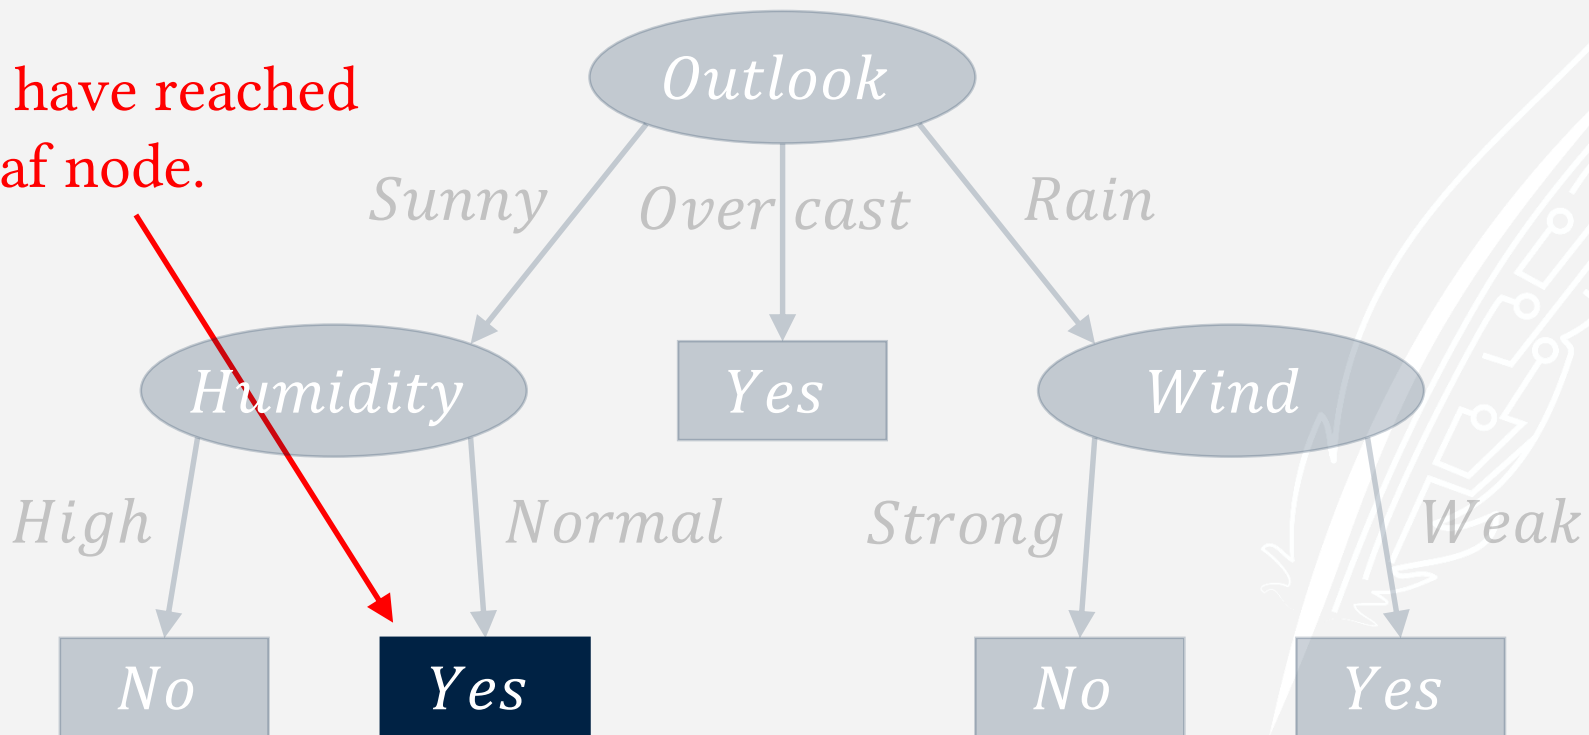 Outlook
have reached
af node.
Sunny
Over cast
Rain
Humidity
Yes
Wind
High
Normal
Strong
Weak
No
Yes
No
Yes